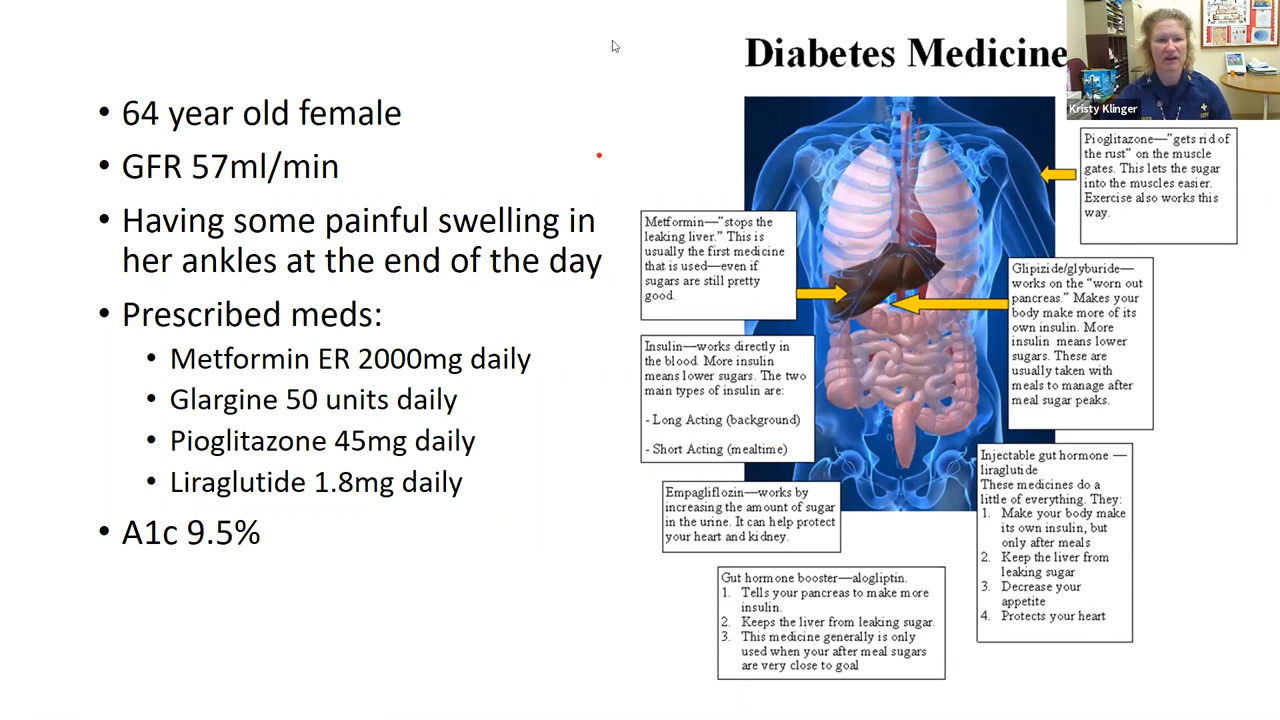 Diabetes Medicine
Kristy Klinger
• 64 year old female
• GFR 57ml/min
• Having some painful swelling in
her ankles at the end of the day
• Prescribed meds:
• Metformin ER 2000mg daily
• Glargine 50 units daily
• Pioglitazone 45mg daily
• Liraglutide 1.8mg daily
• A1c 9.5%
Pioglitazone—"gets rid of
the rust" on the muscle
gates. This lets the sugar
into the muscles easier.
Exercise also works this
way.
Metformin—"stops the
leaking liver." This is
usually the first medicine
that is used—even if
sugars are still pretty
good.
Glipizide/glyburide—
works on the "worn out
pancreas." Makes your
body make more of its
own insulin. More
insulin means lower
sugars. These are
usually taken with
meals to manage after
meal sugar peaks.
Insulin—works directly in
the blood. More insulin
means lower sugars. The two
main types of insulin are:
- Long Acting (background)
- Short Acting (mealtime)
Injectable gut hormone —
liraglutide
These medicines do a
little of everything. They:
1. Make your body make
its own insulin, but
only after meals
2. Keep the liver from
leaking sugar
3. Decrease your
appetite
4. Protects your heart
Empagliflozin—works by
increasing the amount of sugar
in the urine. It can help protect
your heart and kidney.
Gut hormone booster—alogliptin.
1. Tells your pancreas to make more
insulin.
2. Keeps the liver from leaking sugar.
3. This medicine generally is only
used when your after meal sugars
are very close to goal